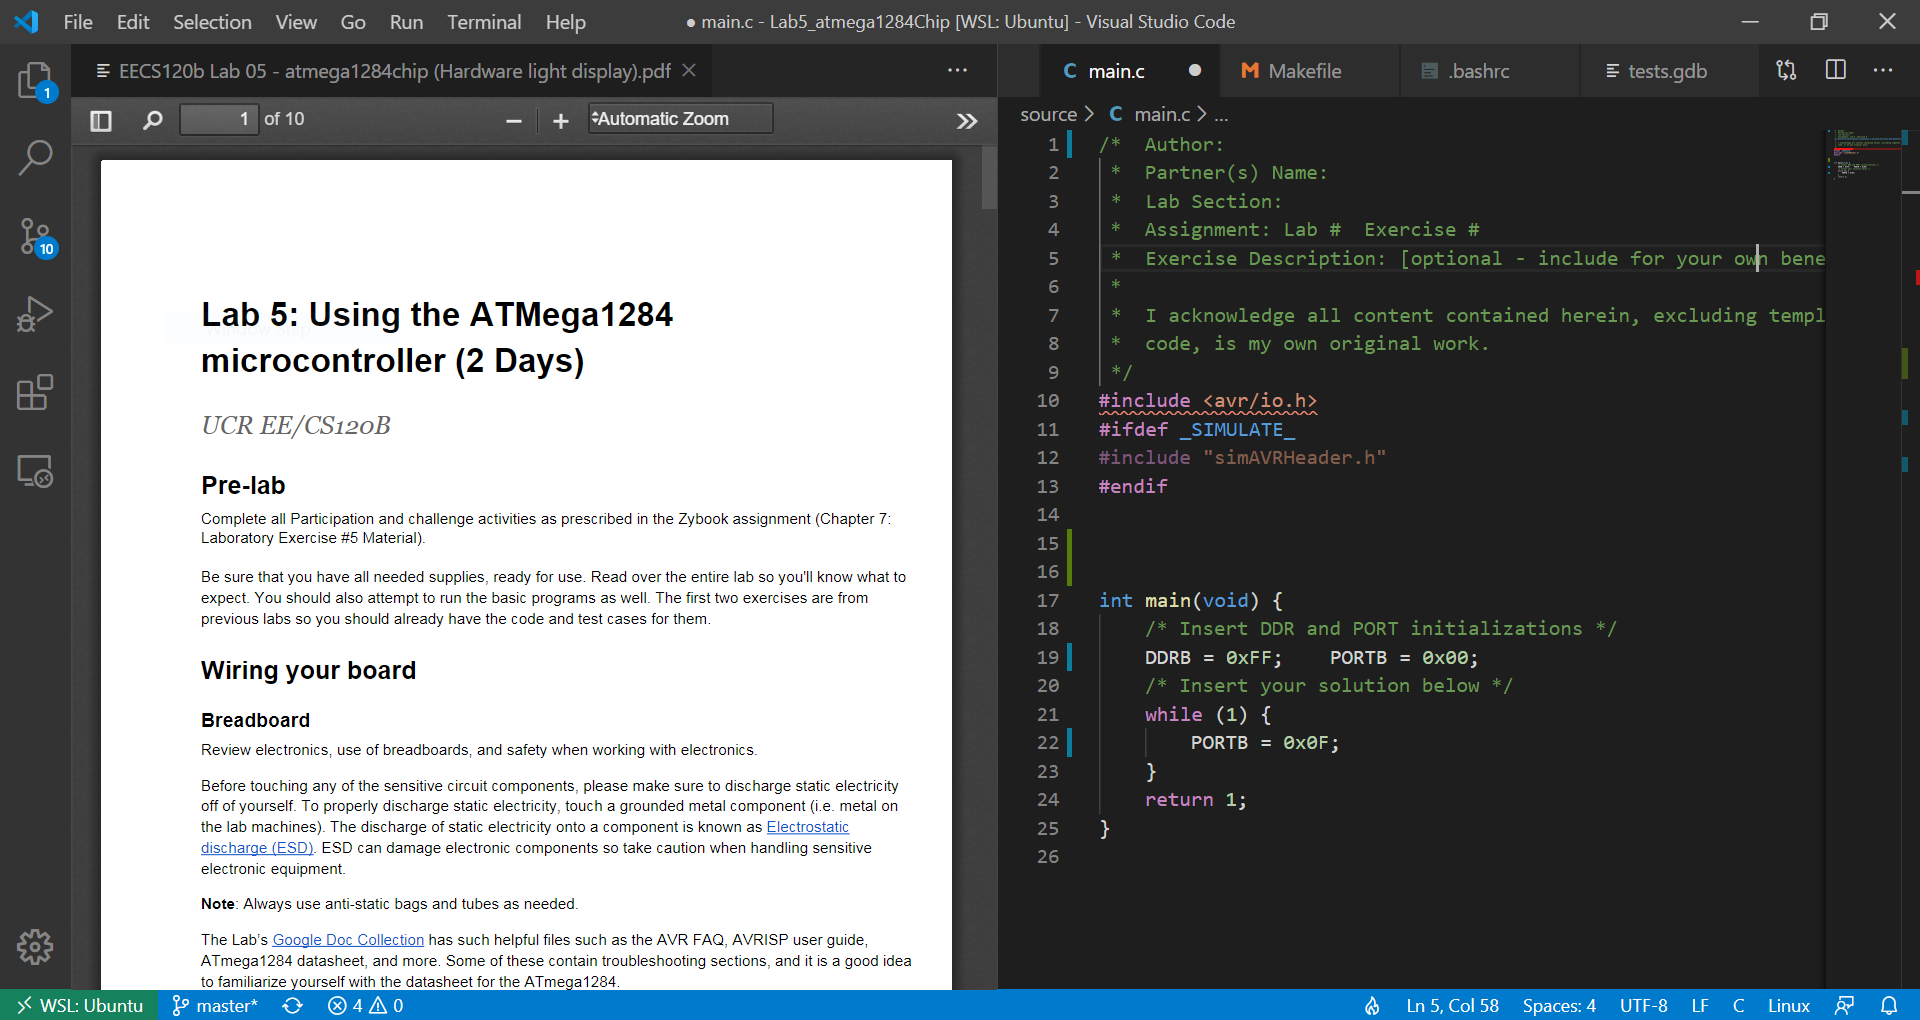 File Edit Selection View Go Run Terminal Help
● main.c - Lab5_atmega1284Chip [WSL: Ubuntu] - Visual Studio Code
1
10
EECS120b Lab 05 - atmega1284chip (Hardware light display).pdf
1 of 10
Automatic Zoom
Lab 5: Using the ATMega1284
microcontroller (2 Days)
UCR EE/CS120B
Pre-lab
Complete all Participation and challenge activities as prescribed in the Zybook assignment (Chapter 7:
Laboratory Exercise #5 Material).
Be sure that you have all needed supplies, ready for use. Read over the entire lab so you'll know what to
expect. You should also attempt to run the basic programs as well. The first two exercises are from
previous labs so you should already have the code and test cases for them.
Wiring your board
Breadboard
Review electronics, use of breadboards, and safety when working with electronics.
Before touching any of the sensitive circuit components, please make sure to discharge static electricity
off of yourself. To properly discharge static electricity, touch a grounded metal component (i.e. metal on
the lab machines). The discharge of static electricity onto a component is known as Electrostatic
discharge (ESD). ESD can damage electronic components so take caution when handling sensitive
electronic equipment.
Note: Always use anti-static bags and tubes as needed.
The Lab's Google Doc Collection has such helpful files such as the AVR FAQ, AVRISP user guide,
ATmega1284 datasheet, and more. Some of these contain troubleshooting sections, and it is a good idea
to familiarize yourself with the datasheet for the ATmega1284.
C main.c ●
M Makefile
.bashrc
tests.gdb
source > C main.c > ...
1 /* Author:
2 * Partner(s) Name:
3 * Lab Section:
4 * Assignment: Lab # Exercise #
5 * Exercise Description: [optional - include for your own bene
6 *
7 * I acknowledge all content contained herein, excluding templ
8 * code, is my own original work.
9 */
10 #include <avr/io.h>
11 #ifdef _SIMULATE_
12 #include "simAVRHeader.h"
13 #endif
14
15
16
17 int main(void) {
18 /* Insert DDR and PORT initializations */
19 DDRB = 0xFF; PORTB = 0x00;
20 /* Insert your solution below */
21 while (1) {
22 PORTB = 0x0F;
23 }
24 return 1;
25 }
26
WSL: Ubuntu master* 4 0
Ln 5, Col 58 Spaces: 4 UTF-8 LF C Linux